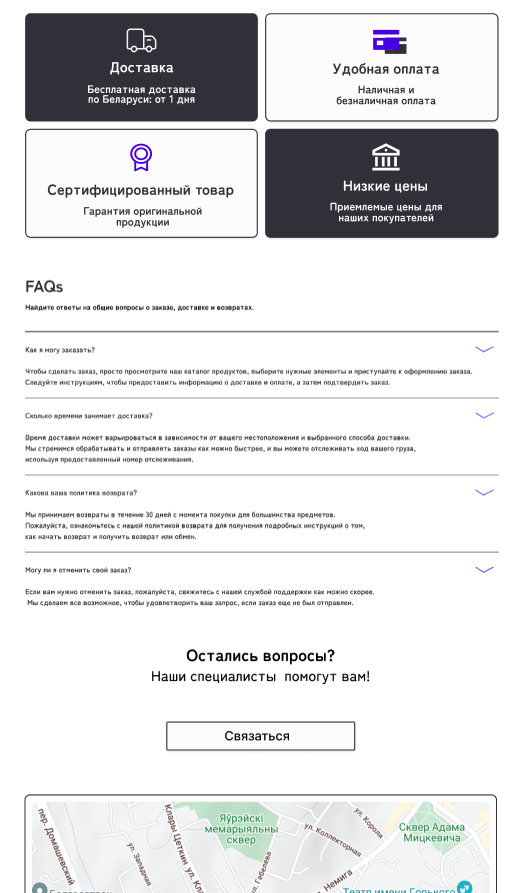 Доставка
Бесплатная доставка
по Беларуси: от 1 дня
Удобная оплата
Наличная и
безналичная оплата
Сертифицированный товар
Гарантия оригинальной
продукции
Низкие цены
Приемлемые цены для
наших покупателей
FAQs
Найдите ответы на общие вопросы о заказе, доставке и возвратах.
Как я могу заказать?
Чтобы сделать заказ, просто просмотрите наш каталог продуктов, выберите нужные элементы и приступайте к оформлению заказа.
Следуйте инструкциям, чтобы предоставить информацию о доставке и оплате, а затем подтвердить заказ.
Сколько времени занимает доставка?
Время доставки может варьироваться в зависимости от вашего местоположения и выбранного способа доставки.
Мы стремимся обрабатывать и отправлять заказы как можно быстрее, и вы можете отслеживать ход вашего груза,
используя предоставленный номер отслеживания.
Какова ваша политика возврата?
Мы принимаем возвраты в течение 30 дней с момента покупки для большинства предметов.
Пожалуйста, ознакомьтесь с нашей политикой возврата для получения подробных инструкций о том,
как начать возврат и получить возврат или обмен.
Могу ли я отменить свой заказ?
Если вам нужно отменить заказ, пожалуйста, свяжитесь с нашей службой поддержки как можно скорее.
Мы сделаем все возможное, чтобы удовлетворить ваш запрос, если заказ еще не был отправлен.
Остались вопросы?
Наши специалисты помогут вам!
Связаться
пер. Домашевский
ул. Западная
Клары Цеткин
ул. Кл
Яўрэйскі
мемарыяльны
сквер
ул. Гебелева
ул. Коллекторная
ул. Короля
Сквер Адама
Мицкевича
Немига
Театр имени Горького